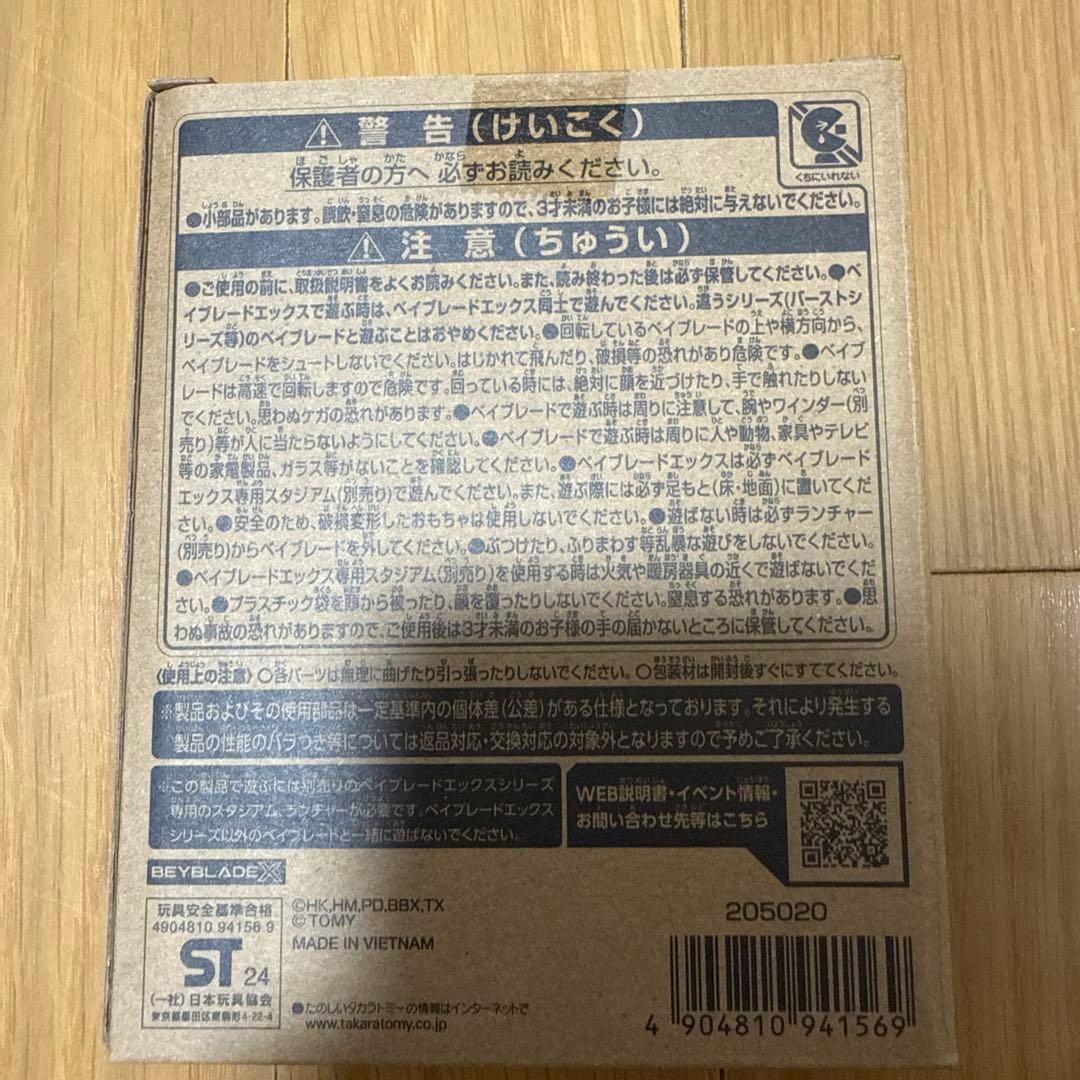 警告(けいこく)
くちにいれない
保護者の方へ 必ずお読みください。
●小部品があります。誤飲・窒息の危険がありますので、3才未満のお子様には絶対に与えないでください。
注意(ちゅうい)
●ご使用の前に、取扱説明書をよくお読みください。また、読み終わった後は必ず保管してください。●ベ
イブレードエックスで遊ぶ時は、ベイブレードエックス同士で遊んでください。違うシリーズ(バーストシ
リーズ等)のベイブレードと遊ぶことはおやめください。●回転しているベイブレードの上や横方向から、
ベイブレードをシュートしないでください。はじかれて飛んだり、破損等の恐れがあり危険です。●ベイブ
レードは高速で回転しますので危険です。回っている時には、絶対に顔を近づけたり、手で触れたりしない
でください。思わぬケガの恐れがあります。●ベイブレードで遊ぶ時は周りに注意して、腕やワインダー(別
売り)等が人に当たらないようにしてください。●ベイブレードで遊ぶ時は周りに人や動物、家具やテレビ
等の家電製品、ガラス等がないことを確認してください。●ベイブレードエックスは必ずベイブレード
エックス専用スタジアム(別売り)で遊んでください。また、遊ぶ際には必ず足もと(床・地面)に置いてくだ
さい。●安全のため、破損変形したおもちゃは使用しないでください。●遊ばない時は必ずランチャー
(別売り)からベイブレードを外してください。●ぶつけたり、ふりまわす等乱暴な遊びをしないでください。
●ベイブレードエックス専用スタジアム(別売り)を使用する時は火気や暖房器具の近くで遊ばないでくだ
さい。●プラスチック袋を頭から被ったり、顔を覆ったりしないでください。窒息する恐れがあります。●思
わぬ事故の恐れがありますので、ご使用後は3才未満のお子様の手の届かないところに保管してください。
〈使用上の注意〉○各パーツは無理に曲げたり引っ張ったりしないでください。○包装材は開封後すぐにすててください。
※製品およびその使用部品は一定基準内の個体差(公差)がある仕様となっております。それにより発生する
製品の性能のバラつき等については返品対応・交換対応の対象外となりますので予めご了承ください。
※この製品で遊ぶには別売りのベイブレードエックスシリーズ
専用のスタジアム、ランチャーが必要です。ベイブレードエックス
シリーズ以外のベイブレードと一緒に遊ばないでください。
WEB説明書・イベント情報・
お問い合わせ先等はこちら
BEYBLADE X
玩具安全基準合格
4904810 94156 9
ST 24
(一社)日本玩具協会
東京都墨田区東駒形4-22-4
©HK,HM,PD,BBX,TX
©TOMY
MADE IN VIETNAM
●たのしいタカラトミーの情報はインターネットで
www.takaratomy.co.jp
205020
4 904810 941569